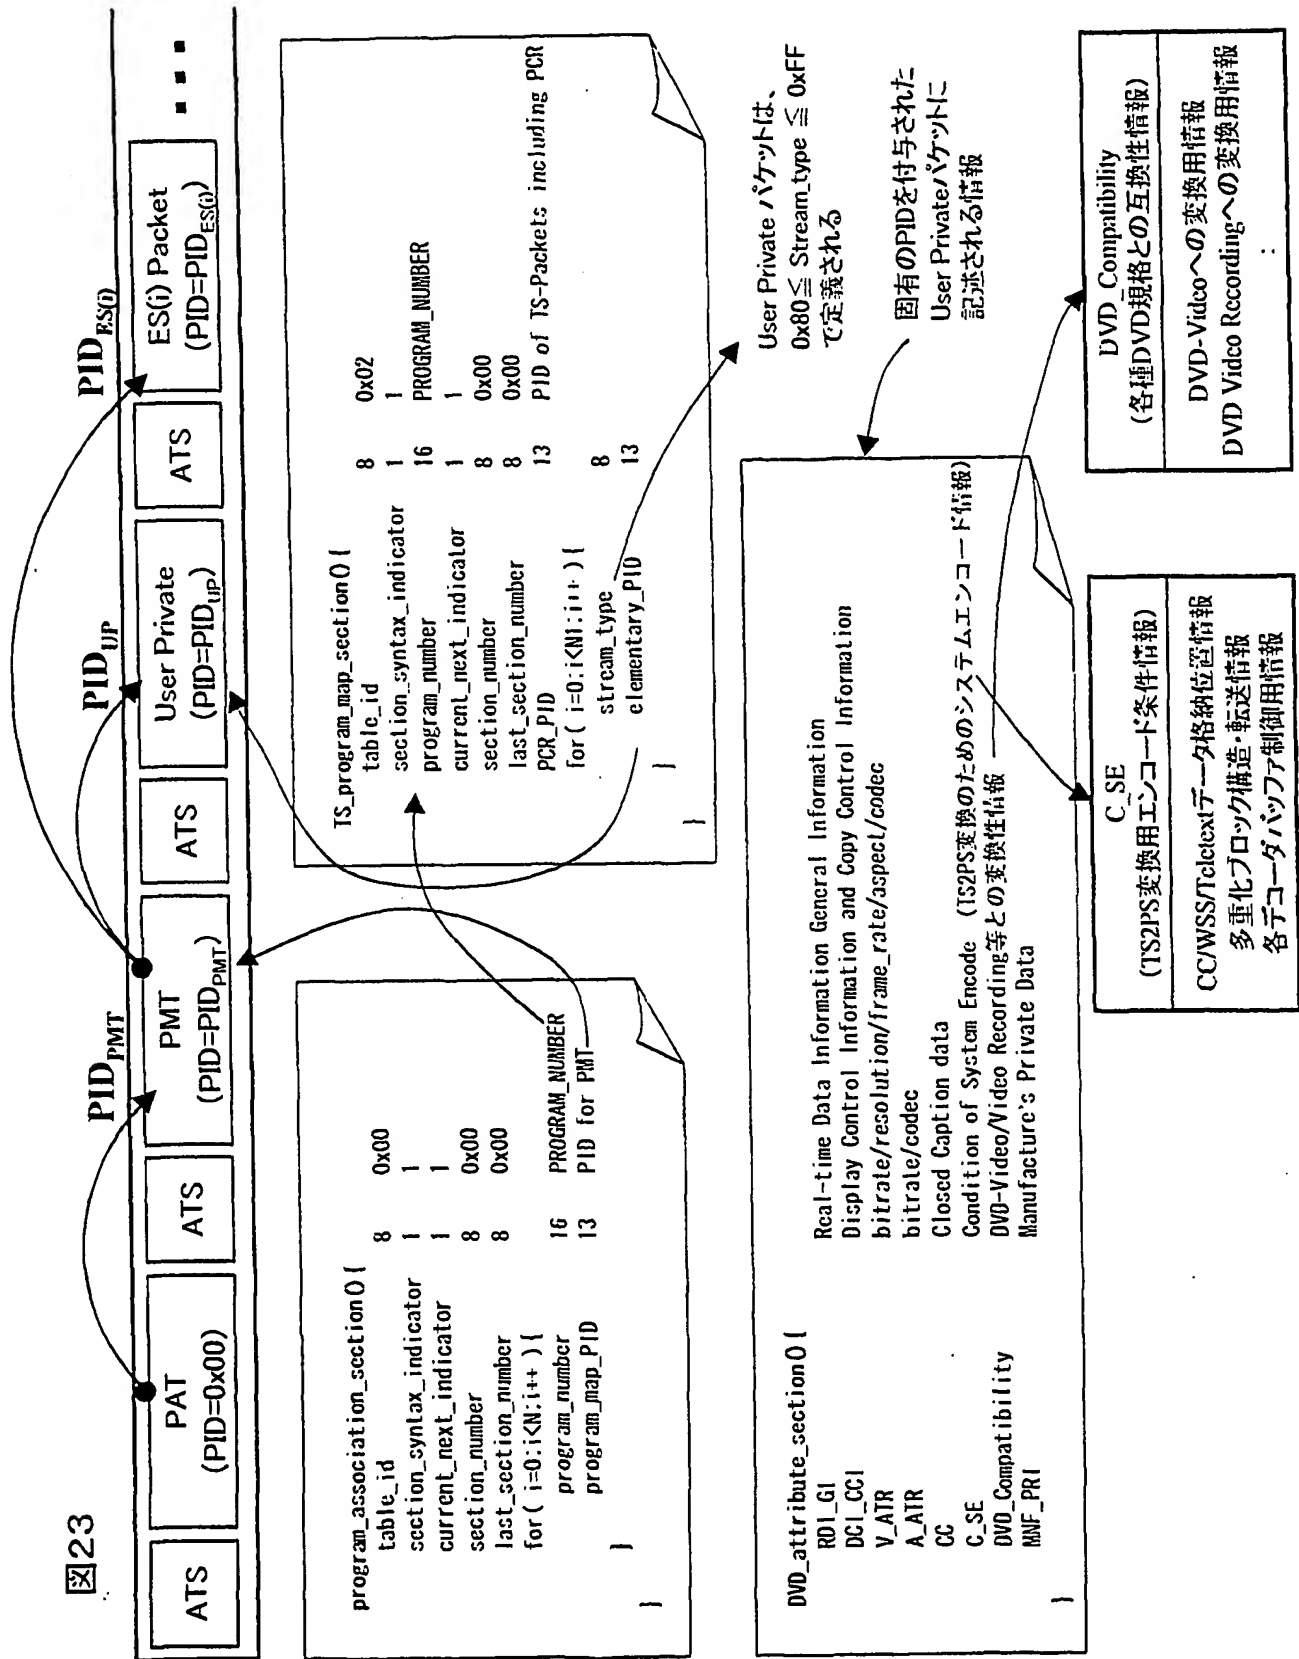 図23
PID_PMT
PID_UP
PID_ES(i)
ATS
PAT
(PID=0x00)
ATS
PMT
(PID=PID_PMT)
ATS
User Private
(PID=PID_UP)
ATS
ES(i) Packet
(PID=PID_ES(i))
program_association_section(){
table_id 8 0x00
section_syntax_indicator 1 1
current_next_indicator 1 1
section_number 8 0x00
last_section_number 8 0x00
for( i=0;i<N;i++ ){
program_number 16 PROGRAM_NUMBER
program_map_PID 13 PID for PMT
}
TS_program_map_section(){
table_id 8 0x02
section_syntax_indicator 1 1
program_number 16 PROGRAM_NUMBER
current_next_indicator 1 1
section_number 8 0x00
last_section_number 8 0x00
PCR_PID 13 PID of TS-Packets including PCR
for( i=0;i<N1;i++ ){
stream_type 8
elementary_PID 13
}
User Private パケットは、
0x80≦ Stream_type ≦ 0xFF
で定義される
DVD_attribute_section(){
RDI_GI Real-time Data Information General Information
DCI_CCI Display Control Information and Copy Control Information
V_ATR bitrate/resolution/frame_rate/aspect/codec
A_ATR bitrate/codec
CC Closed Caption data
C_SE Condition of System Encode (TS2PS変換のためのシステムエンコード情報)
DVD_Compatibility DVD-Video/Video Recording等との変換性情報
MNF_PRI Manufacture's Private Data
}
固有のPIDを付与された
User Privateパケットに
記述される情報
C_SE
(TS2PS変換用エンコード条件情報)
CC/WSS/Teletextデータ格納位置情報
多重化ブロック構造・転送情報
各デコーダバッファ制御用情報
DVD_Compatibility
(各種DVD規格との互換性情報)
DVD-Videoへの変換用情報
DVD Video Recordingへの変換用情報
: